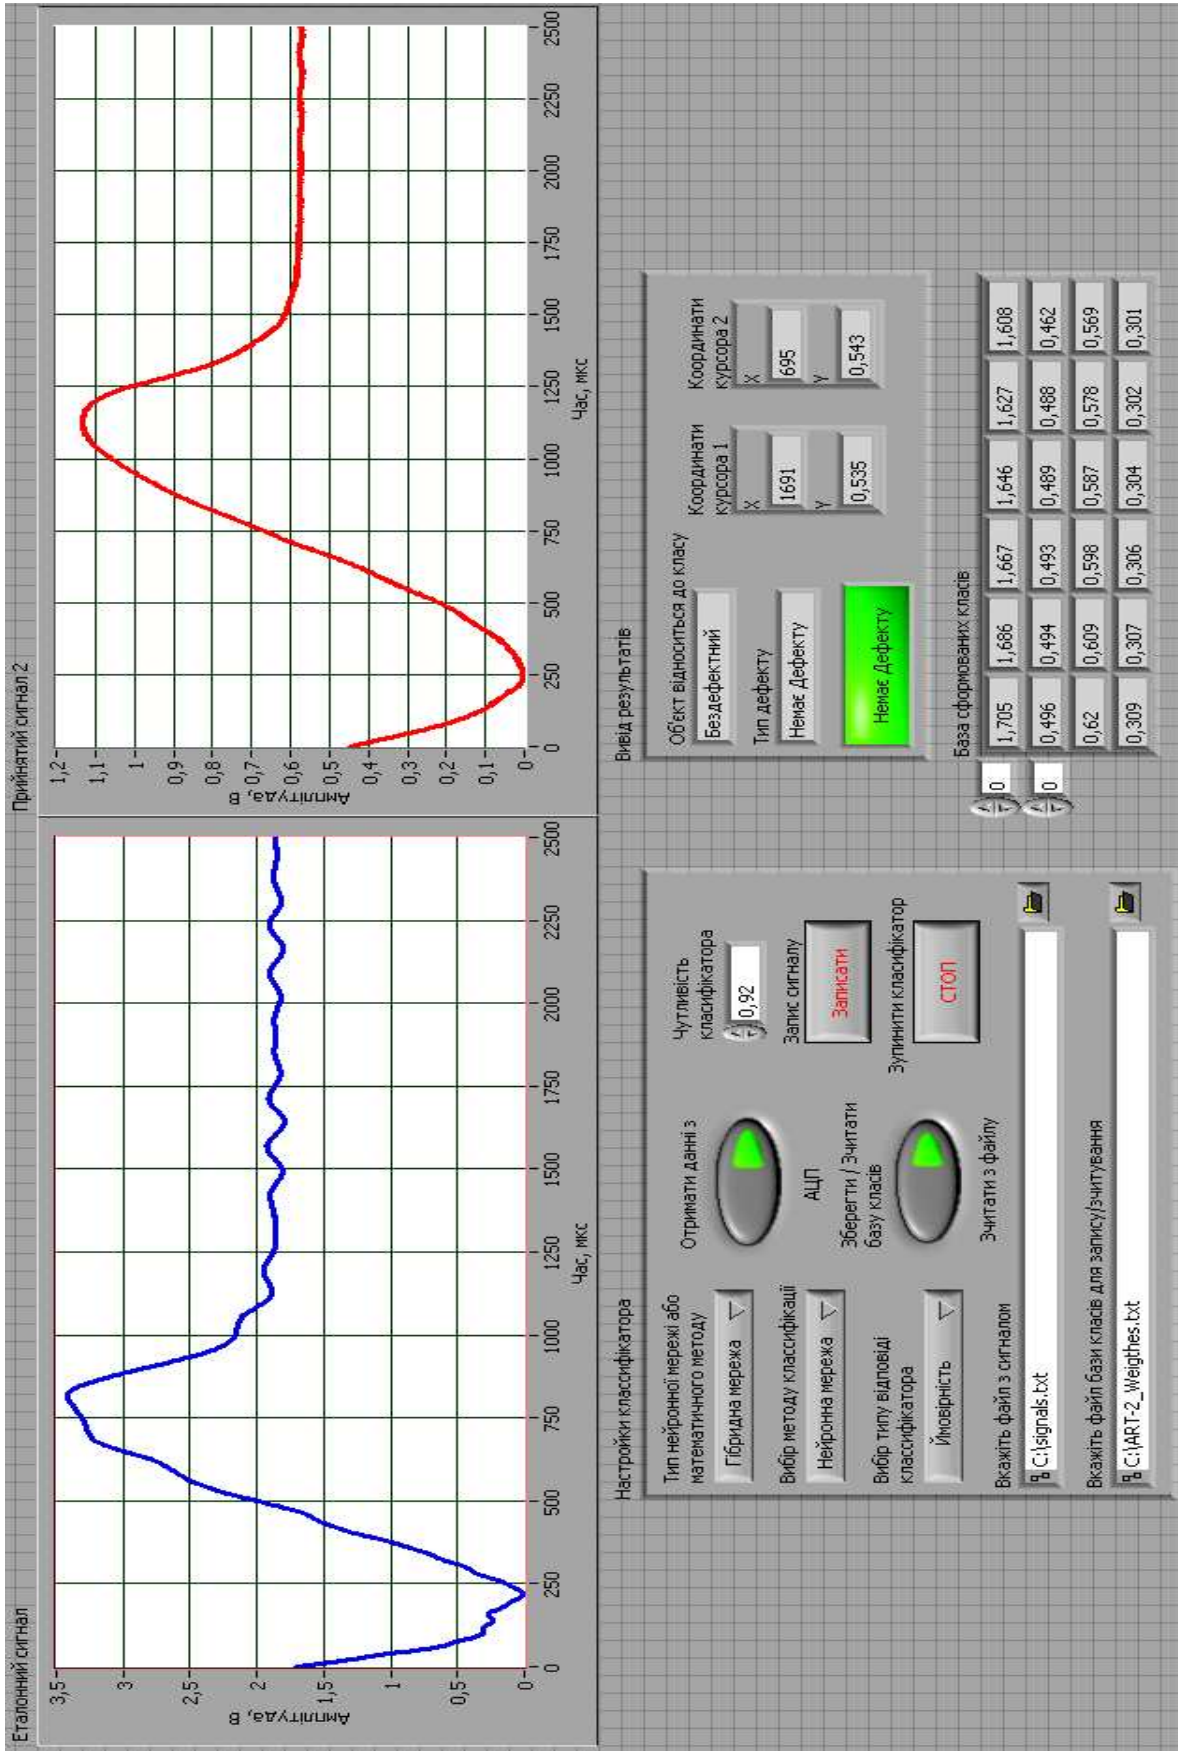 Еталонний сигнал
Амплітуда, В
3,5
3
2,5
2
1,5
1
0,5
0
0
250
500
750
1000
1250
1500
1750
2000
2250
2500
Час, мкс
Прийнятий сигнал 2
Амплітуда, В
1,2
1,1
1
0,9
0,8
0,7
0,6
0,5
0,4
0,3
0,2
0,1
0
0
250
500
750
1000
1250
1500
1750
2000
2250
2500
Час, мкс
Настройки классификатора
Тип нейронної мережі або
математичного методу
Гібридна мережа
Вибір методу классифікації
Нейронна мережа
Вибір типу відповіді
классификатора
Ймовірність
Отримати данні з
АЦП
Зберегти / Зчитати
базу класів
Зчитати з файлу
Чутливість
класифікатора
0,92
Запис сигналу
Записати
Зупинити класифікатор
СТОП
Вкажіть файл з сигналом
C:\signals.txt
Вкажіть файл бази класів для запису/зчитування
C:\ART-2_Weigthes.txt
Вивід результатів
Об'єкт відноситься до класу
Бездефектний
Тип дефекту
Немає Дефекту
Немає Дефекту
Координати
курсора 1
X
1691
Y
0,535
Координати
курсора 2
X
695
Y
0,543
База сформованих класів
0
0
1,705 1,686 1,667 1,646 1,627 1,608
0,496 0,494 0,493 0,489 0,488 0,462
0,62 0,609 0,598 0,587 0,578 0,569
0,309 0,307 0,306 0,304 0,302 0,301